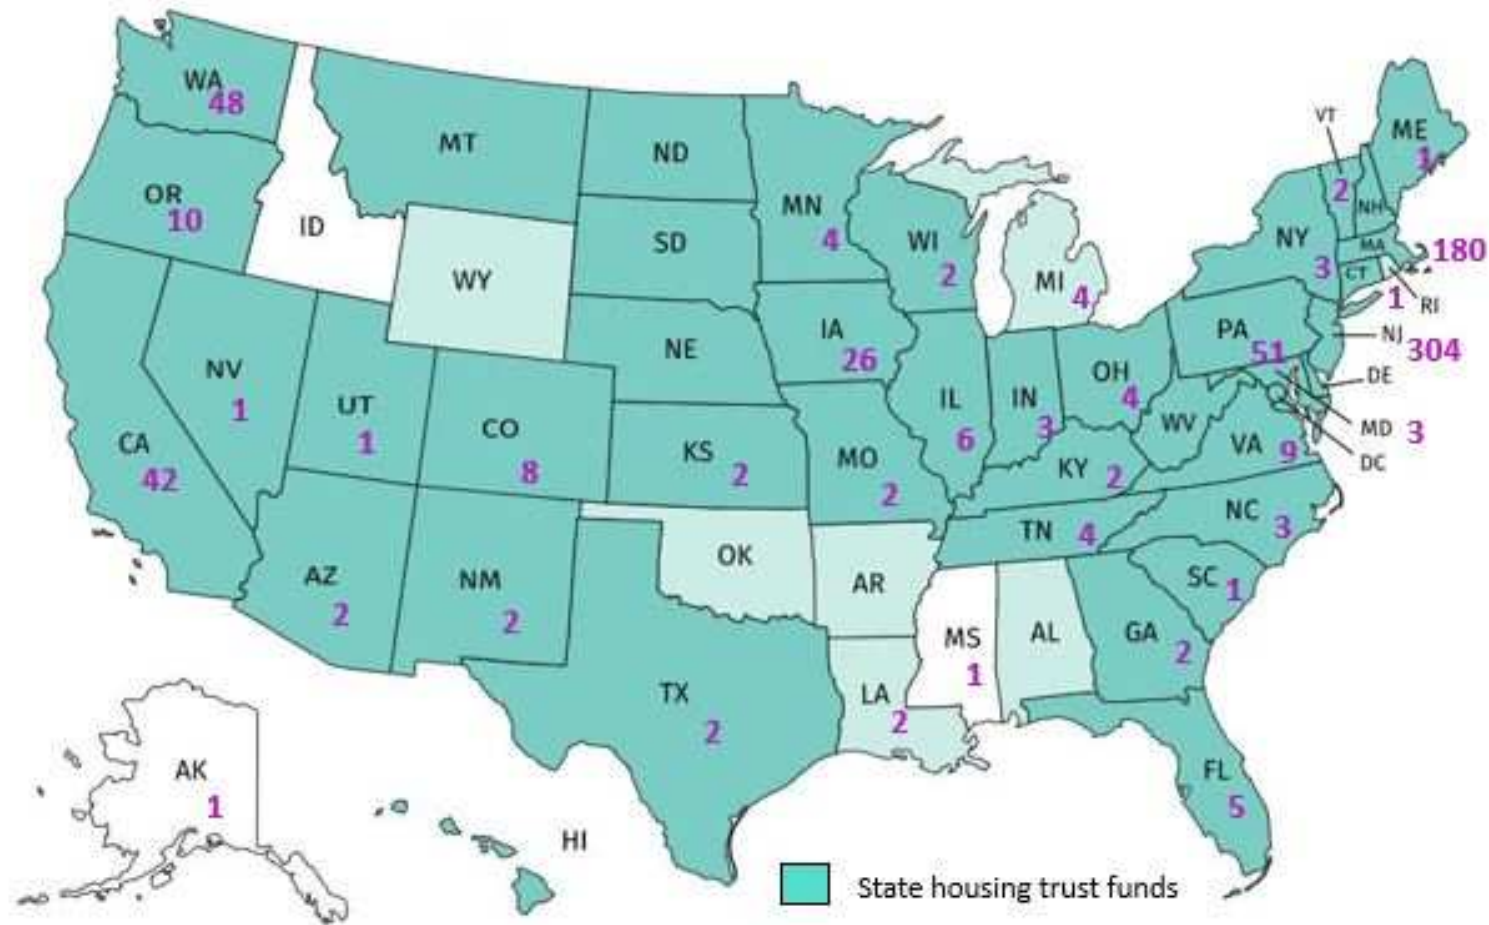 WA
48
MT
ND
MN
4
OR
10
ID
SD
WI
2
WY
MI
4
VT
2
ME
1
NH
NY
3
MA
180
CT
1
RI
NJ
304
PA
51
DE
MD
3
DC
NE
IA
26
NV
1
UT
1
CO
8
IL
6
IN
3
OH
4
WV
VA
9
CA
42
KS
2
MO
2
KY
2
AZ
2
NM
2
OK
AR
TN
4
NC
3
SC
1
MS
1
AL
GA
2
TX
2
LA
2
FL
5
AK
1
HI
State housing trust funds